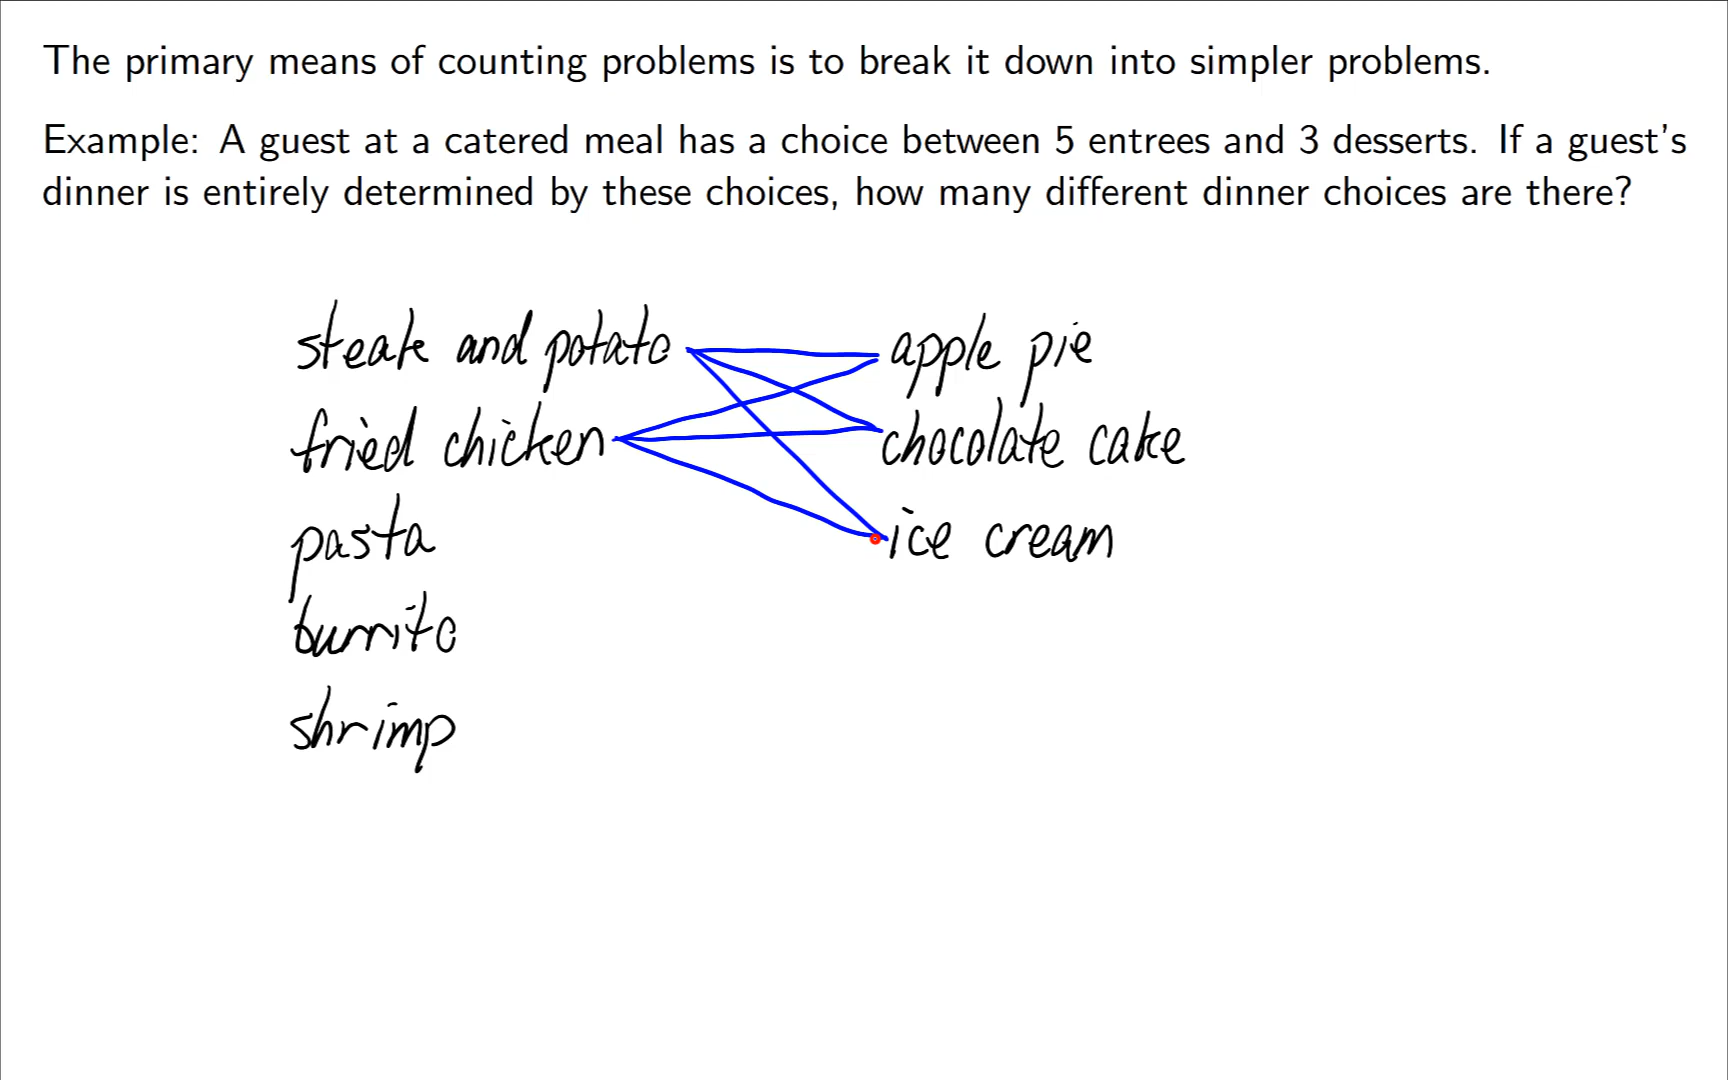 The primary means of counting problems is to break it down into simpler problems.
Example: A guest at a catered meal has a choice between 5 entrees and 3 desserts. If a guest's
dinner is entirely determined by these choices, how many different dinner choices are there?
steak and potato apple pie
fried chicken chocolate cake
pasta ice cream
burrito
shrimp